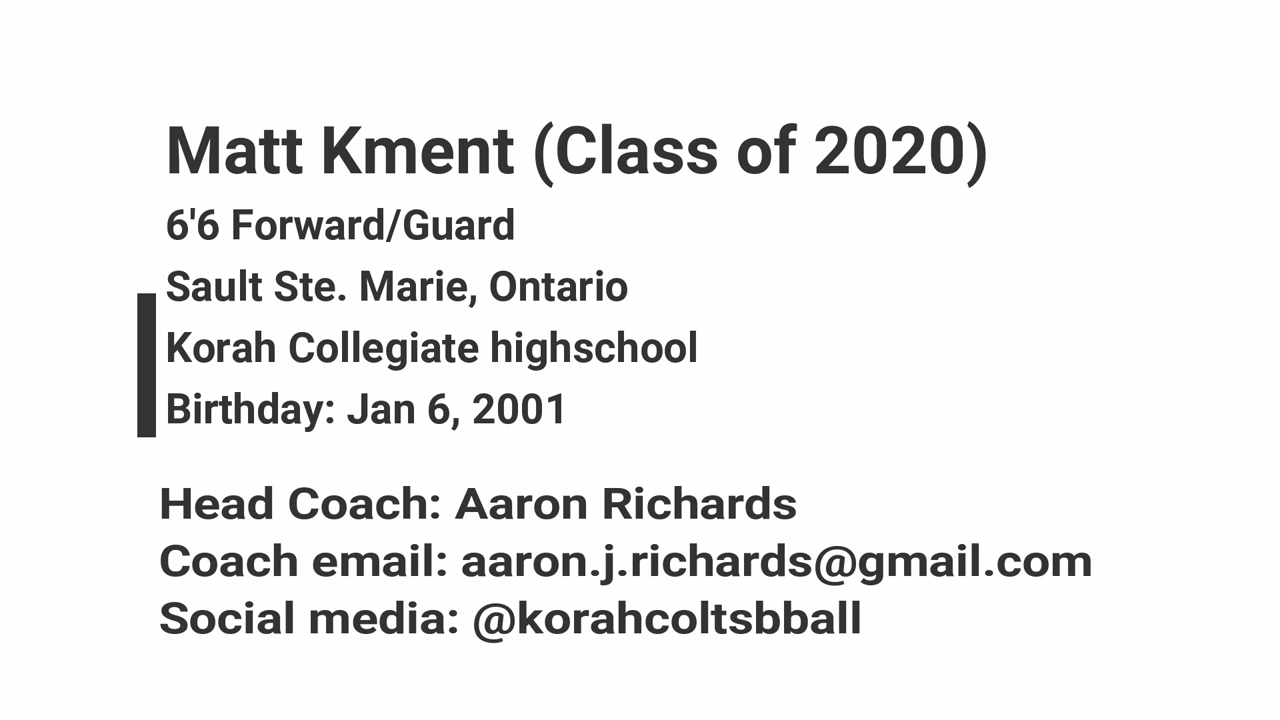 Matt Kment (Class of 2020)
6'6 Forward/Guard
Sault Ste. Marie, Ontario
Korah Collegiate highschool
Birthday: Jan 6, 2001
Head Coach: Aaron Richards
Coach email: aaron.j.richards@gmail.com
Social media: @korahcoltsbball